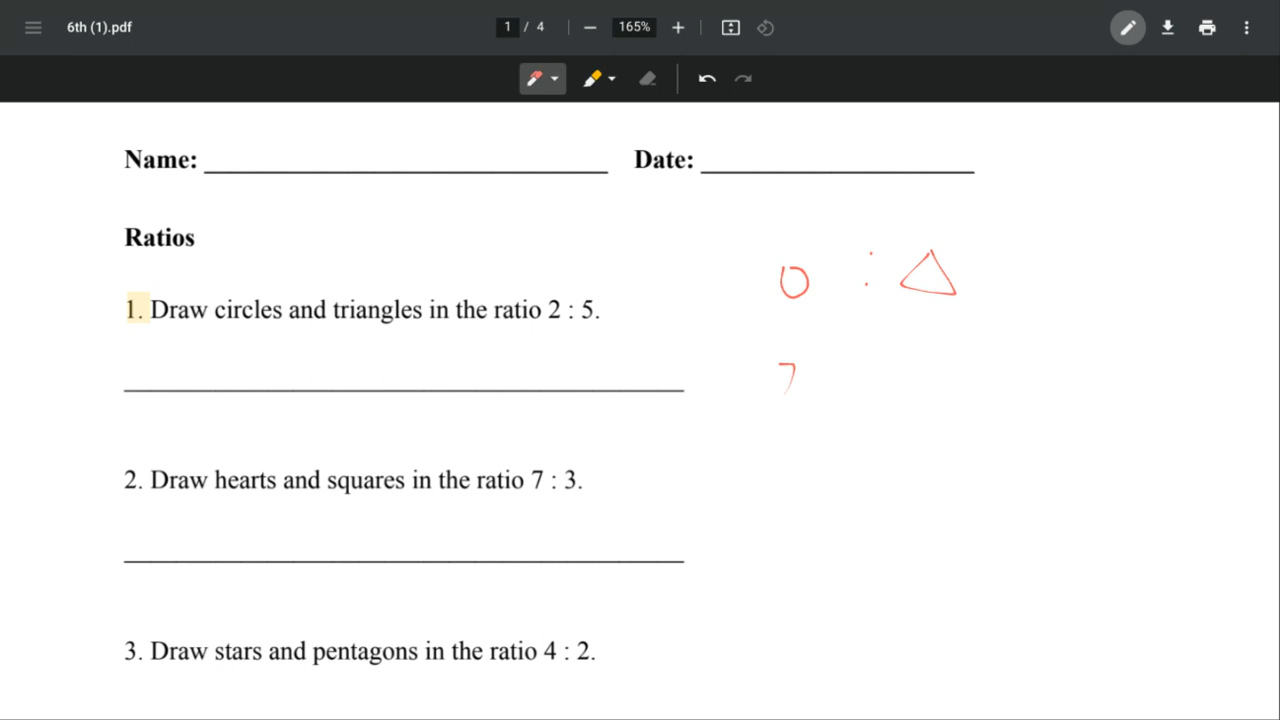 6th (1).pdf
1 / 4
165%
Name: Date:
Ratios
1. Draw circles and triangles in the ratio 2 : 5.
2. Draw hearts and squares in the ratio 7 : 3.
3. Draw stars and pentagons in the ratio 4 : 2.